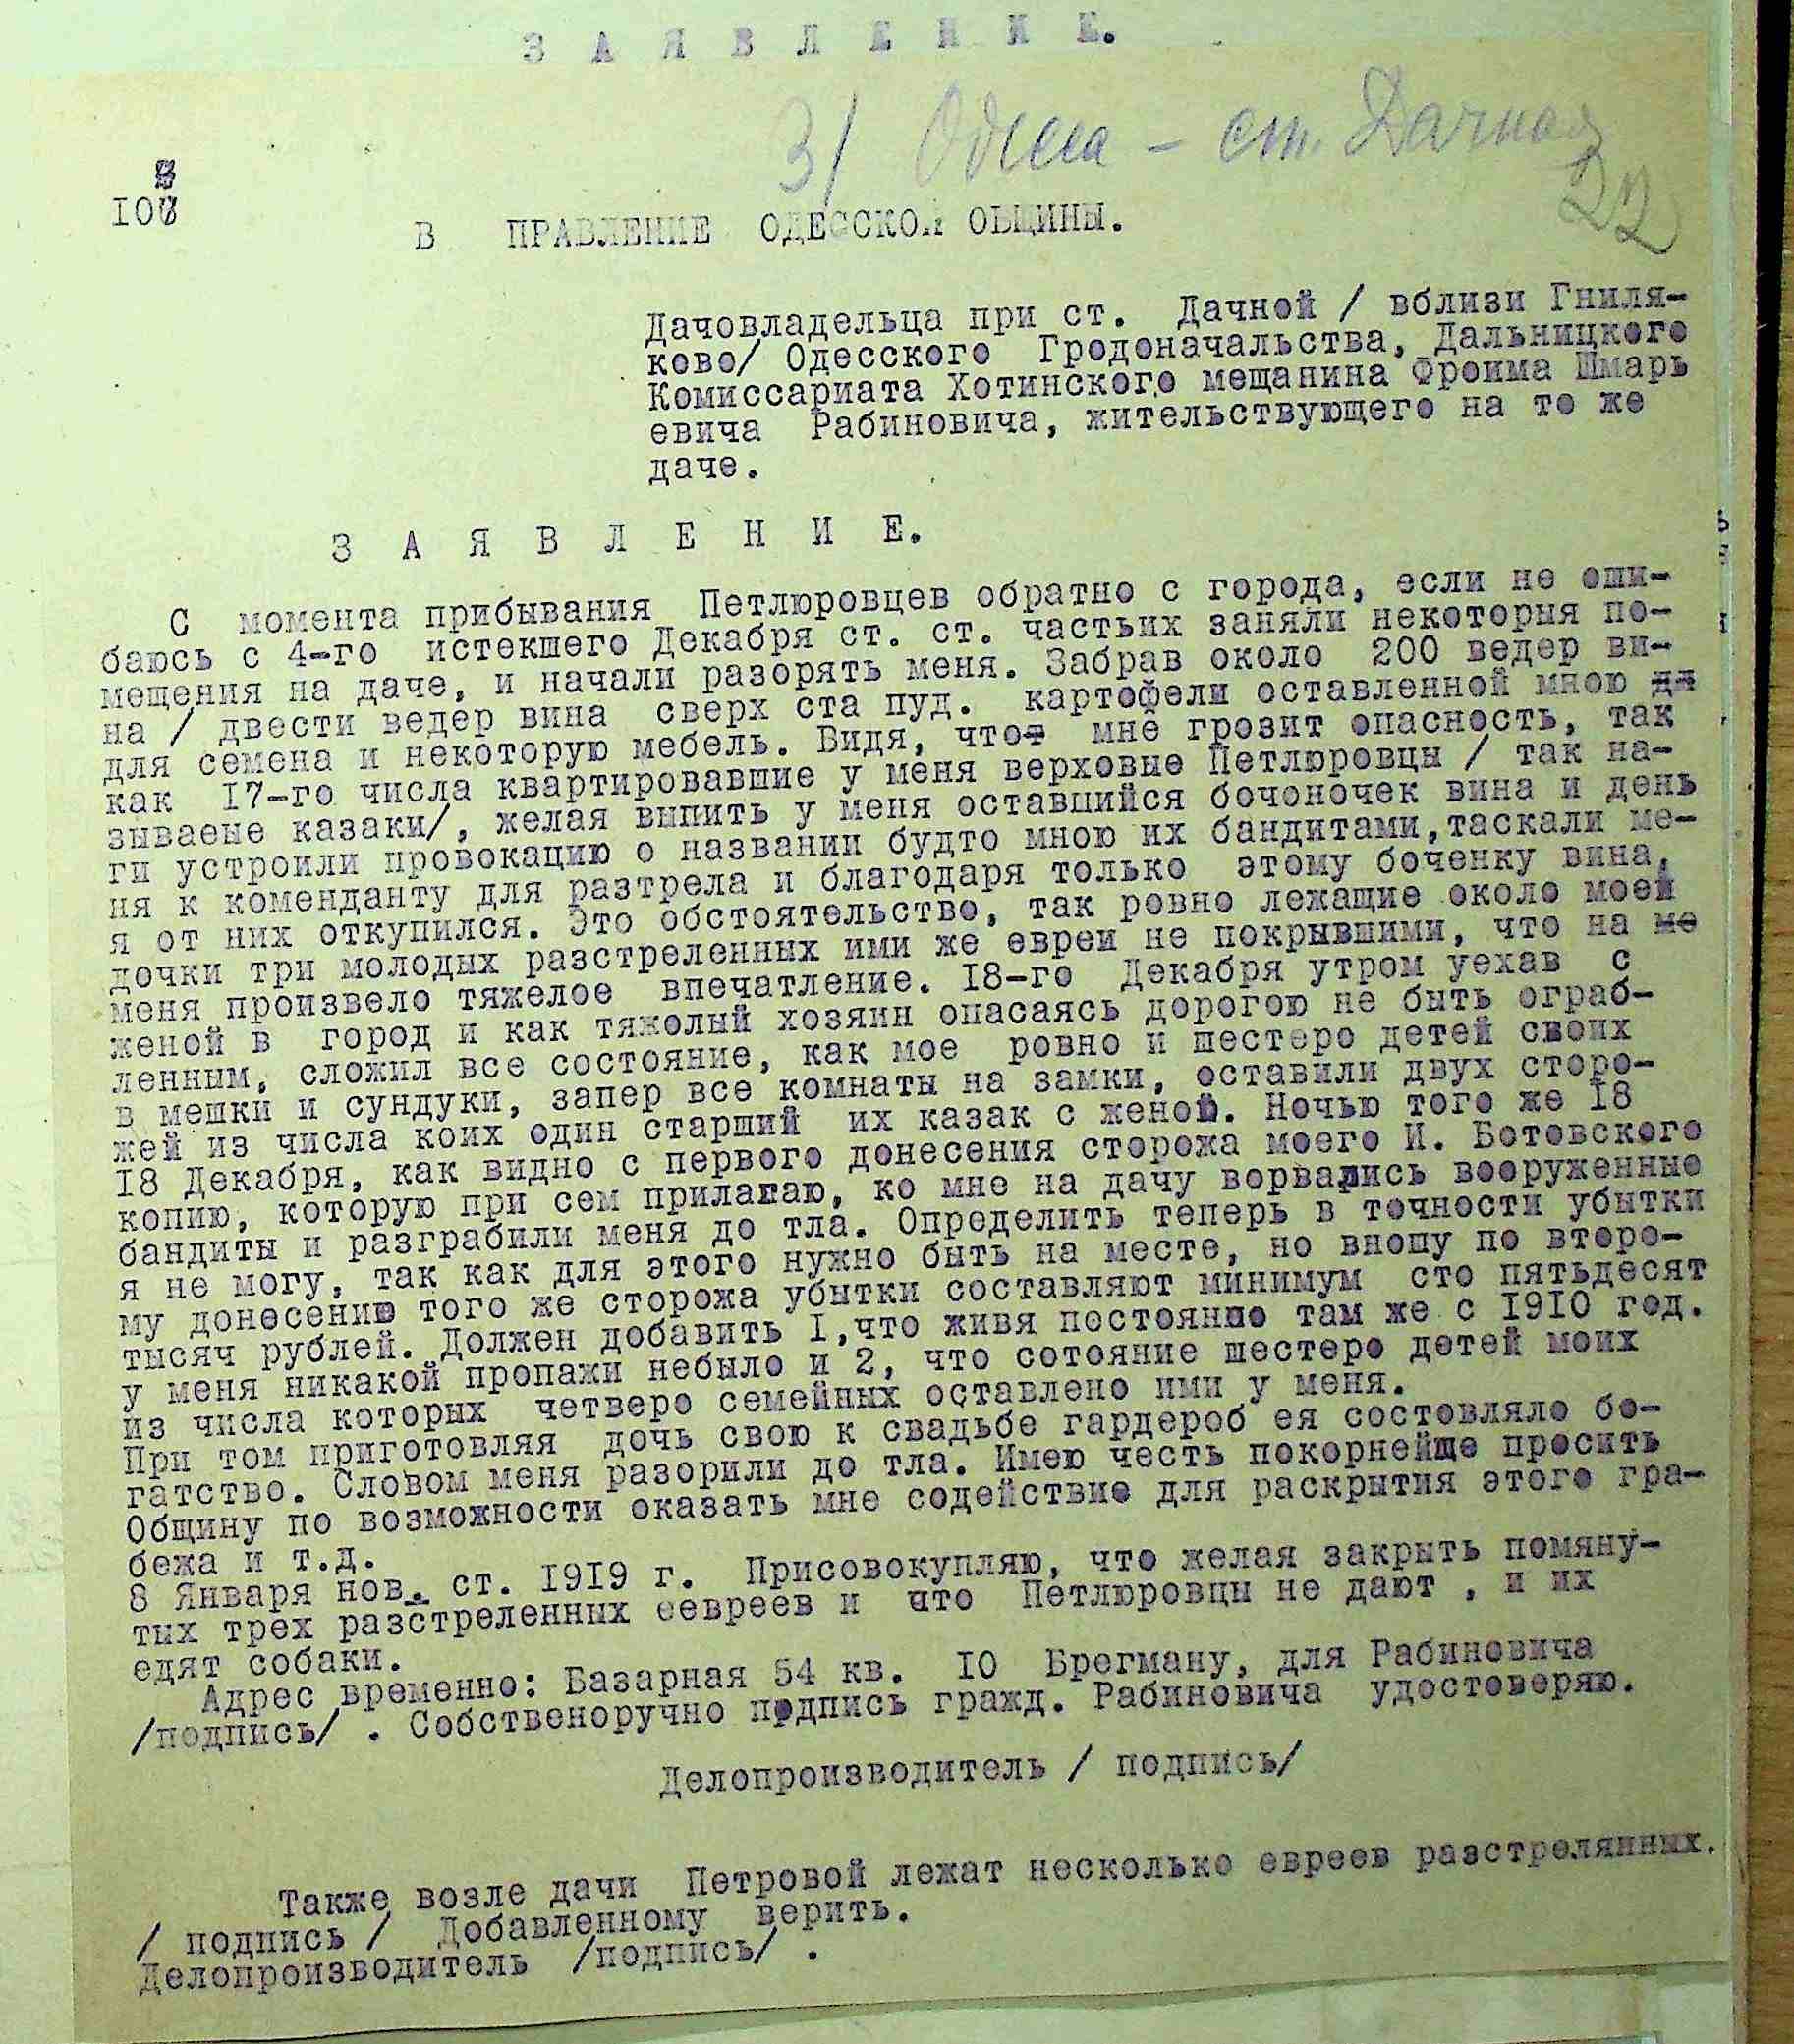 З А Я В Л Е Н И Е.
3/ Одесса - ст. Дачная
22
В ПРАВЛЕНИЕ ОДЕССКОЙ ОБЩИНЫ.
Дачовладельца при ст. Дачной / вблизи Гниля-
ково/ Одесского Гродоначальства, Дальницкого
Комиссариата Хотинского мещанина Фроима Шмарь
евича Рабиновича, жительствующего на то же
даче.
З А Я В Л Е Н И Е.
С момента прибывания Петлюровцев обратно с города, если не оши-
баюсь с 4-го истекшего Декабря ст. ст. частьих заняли некоторыя по-
мещения на даче, и начали разорять меня. Забрав около 200 ведер ви-
на / двести ведер вина сверх ста пуд. картофели оставленной мною дл
для семена и некоторую мебель. Видя, чтот мне грозит опасность, так
как 17-го числа квартировавшие у меня верховые Петлюровцы / так на-
зываеые казаки/, желая выпить у меня оставшийся бочоночек вина и день
ги устроили провокацию о названии будто мною их бандитами,таскали ме-
ня к коменданту для разтрела и благодаря только этому боченку вина,
я от них откупился. Это обстоятельство, так ровно лежащие около моей
дочки три молодых разстреленных ими же евреи не покрывшими, что на ме
меня произвело тяжелое впечатление. 18-го Декабря утром уехав с
женой в город и как тяжолый хозяин опасаясь дорогою не быть ограб-
ленным, сложил все состояние, как мое ровно и шестеро детей своих
в мешки и сундуки, запер все комнаты на замки, оставили двух сторо-
жей из числа коих один старший их казак с женой. Ночью того же 18
18 Декабря, как видно с первого донесения сторожа моего И. Ботовского
копию, которую при сем прилагаю, ко мне на дачу ворвались вооруженные
бандиты и разграбили меня до тла. Определить теперь в точности убытки
я не могу, так как для этого нужно быть на месте, но вношу по второ-
му донесению того же сторожа убытки составляют минимум сто пятьдесят
тысяч рублей. Должен добавить 1,что живя постоянно там же с 1910 год.
у меня никакой пропажи небыло и 2, что сотояние шестеро детей моих
из числа которых четверо семейных оставлено ими у меня.
При том приготовляя дочь свою к свадьбе гардероб ея состовляло бо-
гатство. Словом меня разорили до тла. Имею честь покорнейще просить
Общину по возможности оказать мне содействие для раскрытия этого гра-
бежа и т.д.
8 Января нов. ст. 1919 г. Присовокупляю, что желая закрыть помяну-
тых трех разстреленных еевреев и что Петлюровцы не дают , и их
едят собаки.
Адрес временно: Базарная 54 кв. 10 Брегману, для Рабиновича
/подпись/ . Собственоручно подпись гражд. Рабиновича удостоверяю.
Делопроизводитель / подпись/
Также возле дачи Петровой лежат несколько евреев разстрелянных.
/ подпись / Добавленному верить.
Делопроизводитель /подпись/ .